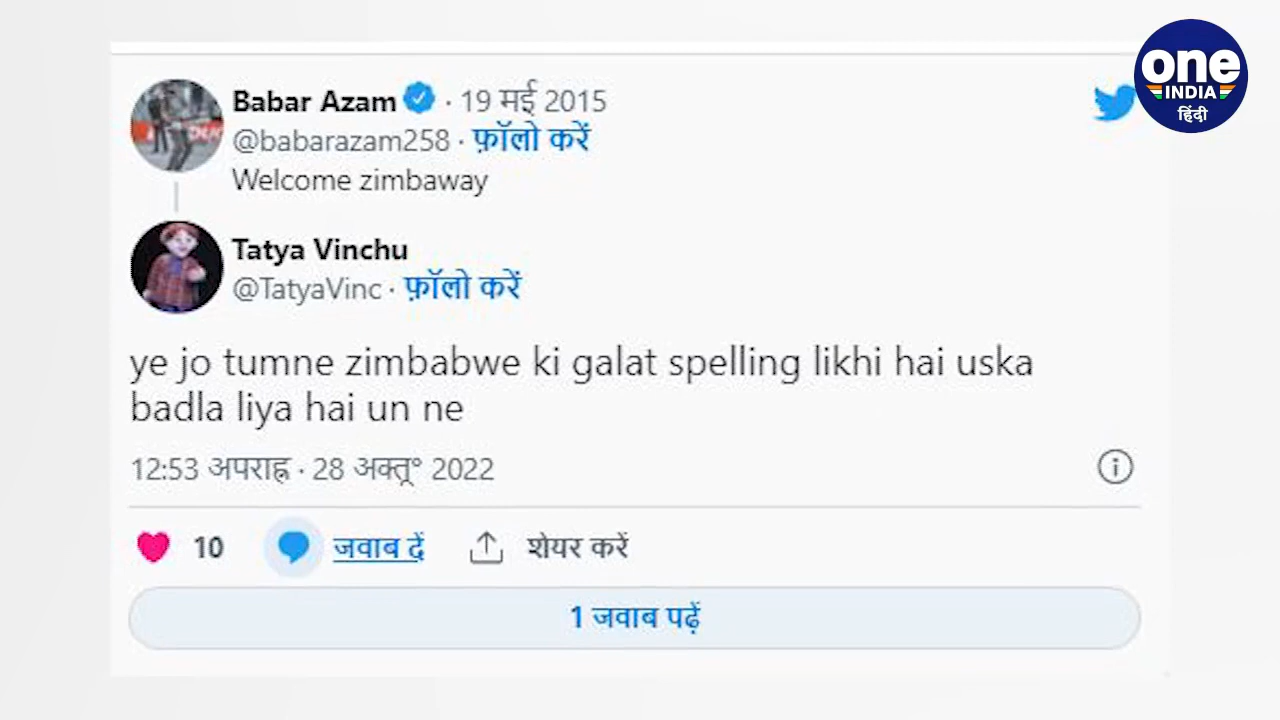 one
INDIA
हिंदी
Babar Azam · 19 मई 2015
@babarazam258 · फ़ॉलो करें
Welcome zimbaway
Tatya Vinchu
@TatyaVinc · फ़ॉलो करें
ye jo tumne zimbabwe ki galat spelling likhi hai uska
badla liya hai un ne
12:53 अपराह्न · 28 अक्तू° 2022
10 जवाब दें शेयर करें
1 जवाब पढ़ें